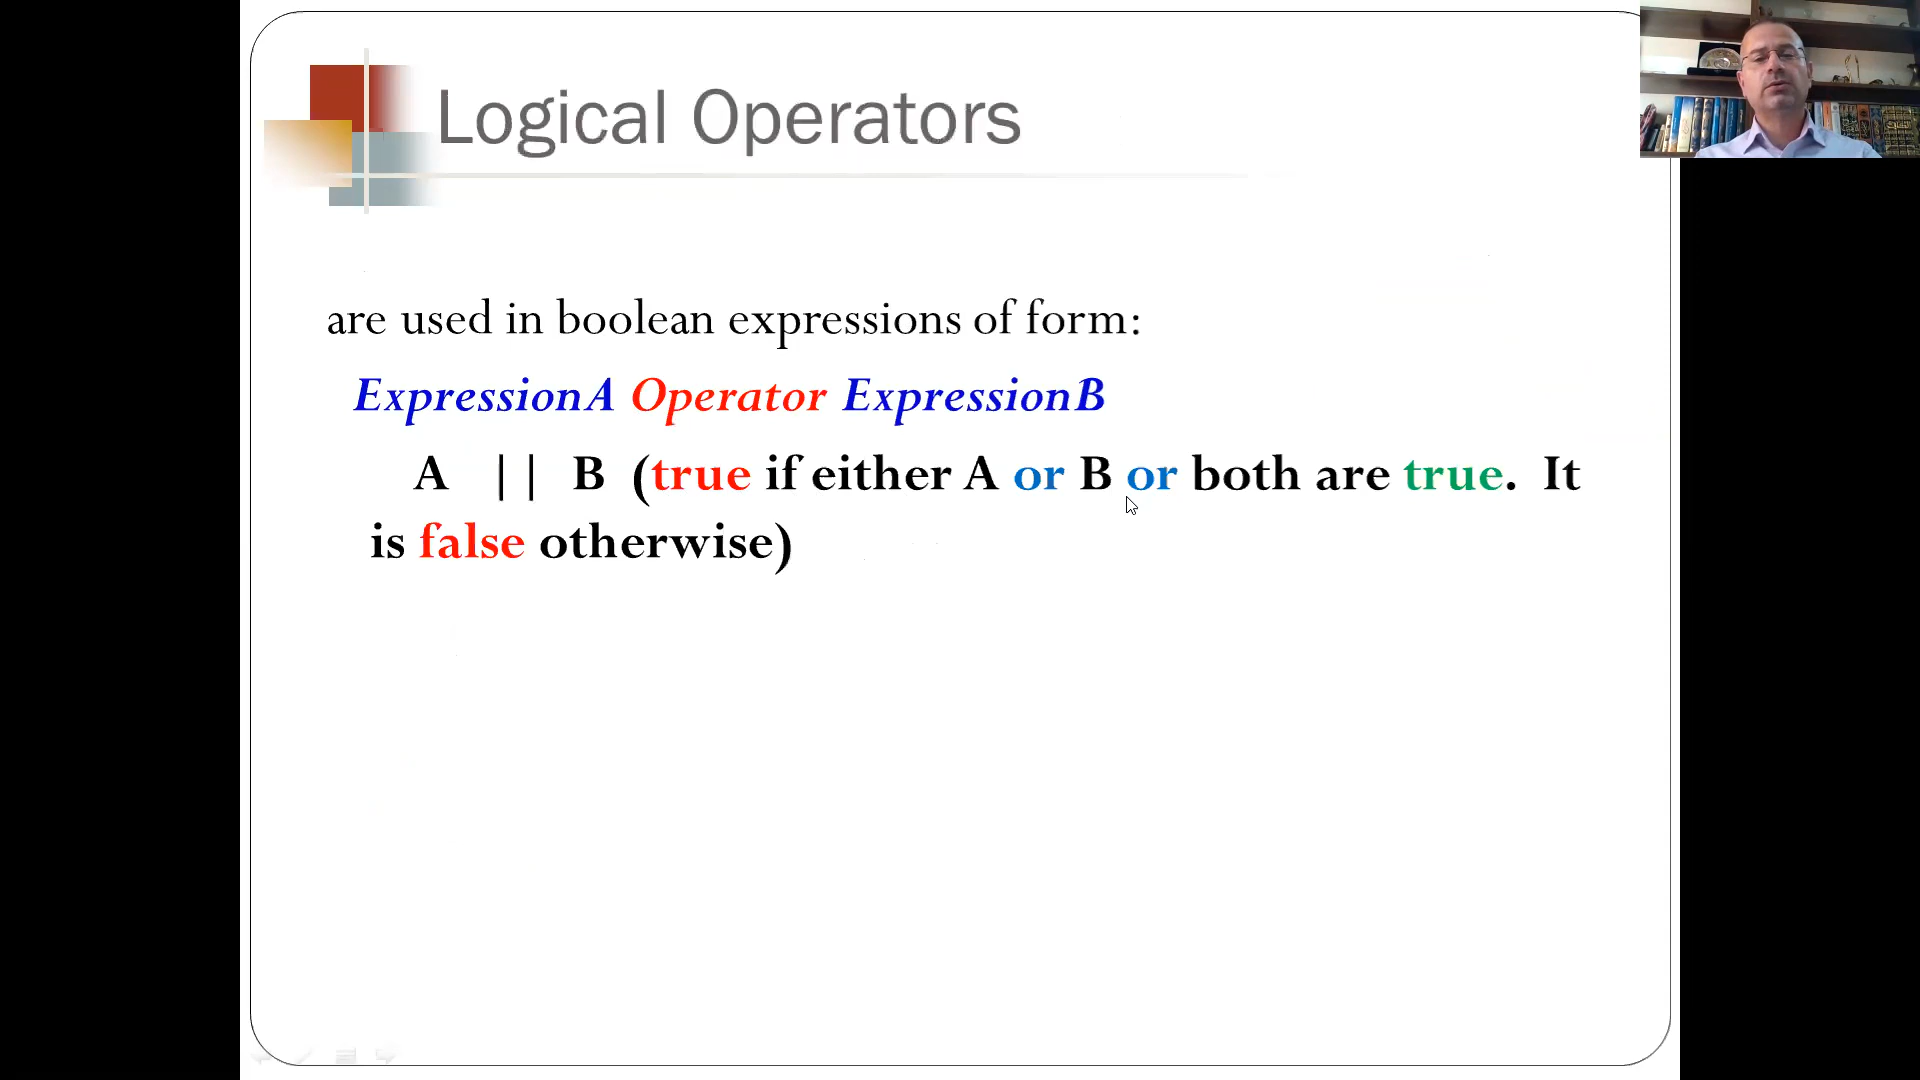 Logical Operators
are used in boolean expressions of form:
ExpressionA Operator ExpressionB
A || B (true if either A or B or both are true. It
is false otherwise)